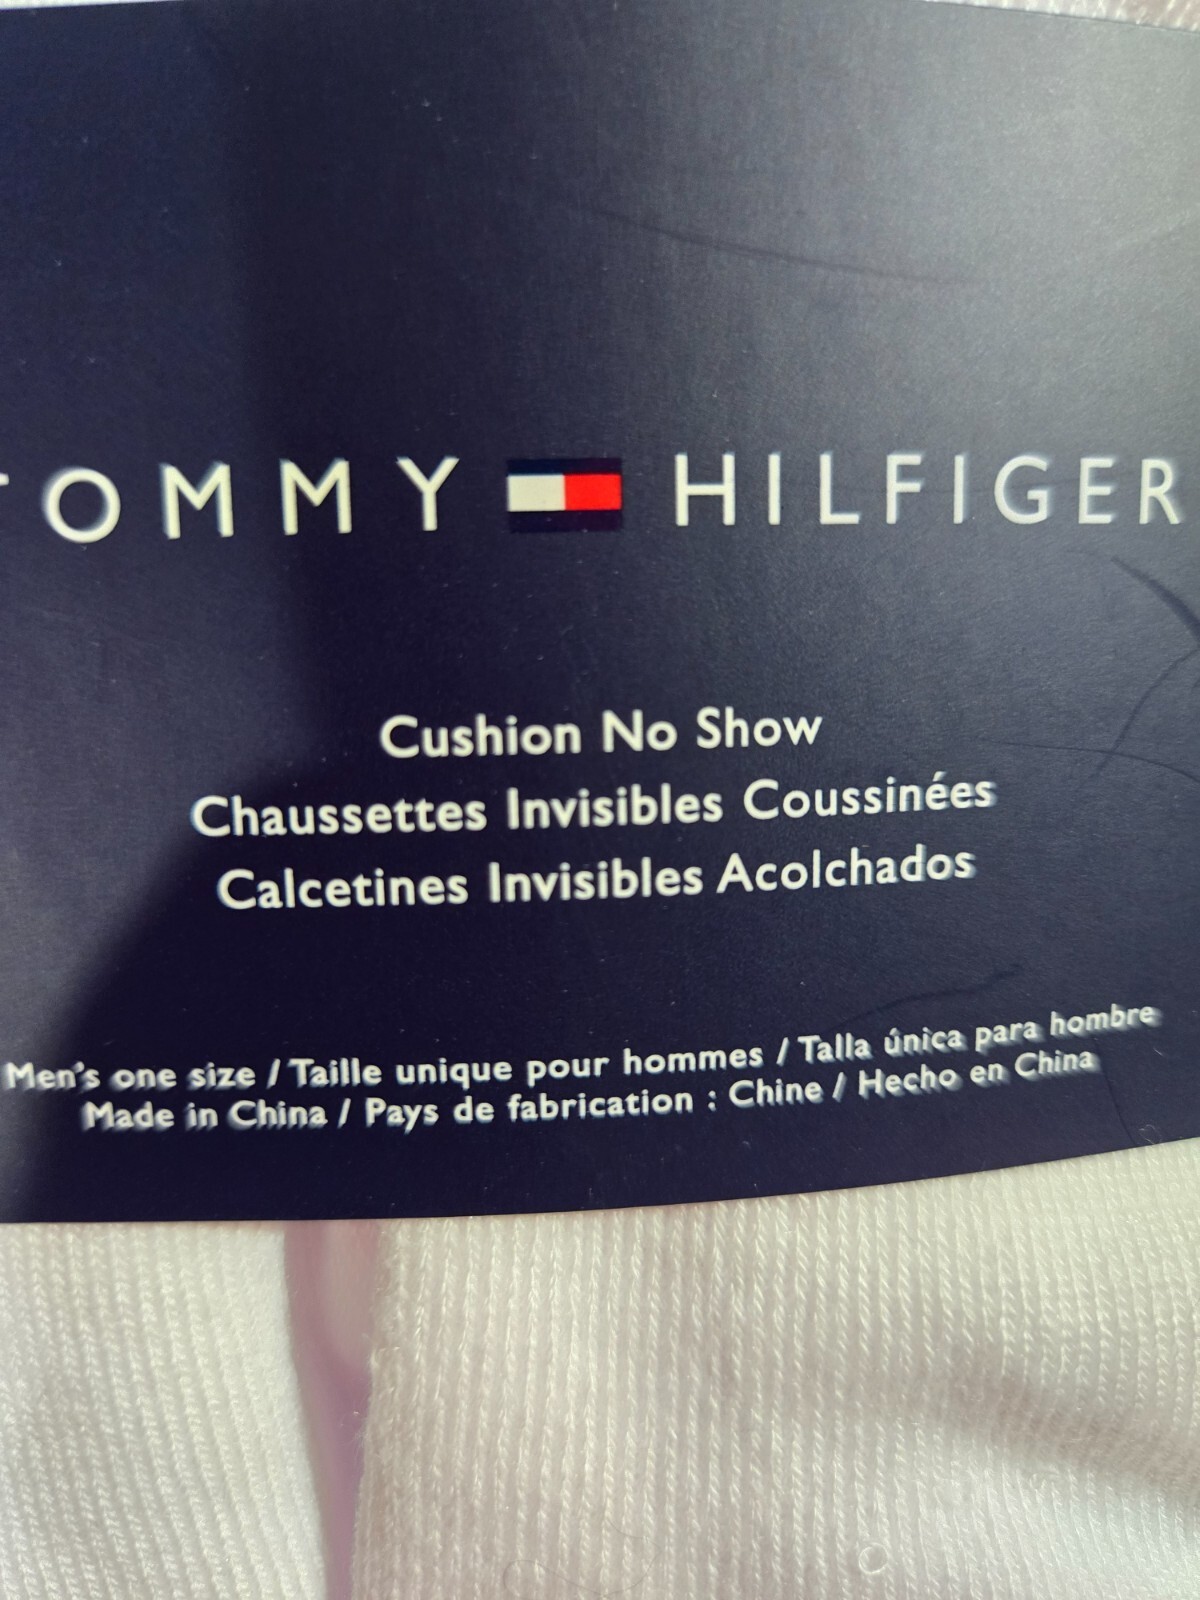 TOMMY HILFIGER
Cushion No Show
Chaussettes Invisibles Coussinées
Calcetines Invisibles Acolchados
Men's one size / Taille unique pour hommes / Talla única para hombre
Made in China / Pays de fabrication : Chine / Hecho en China